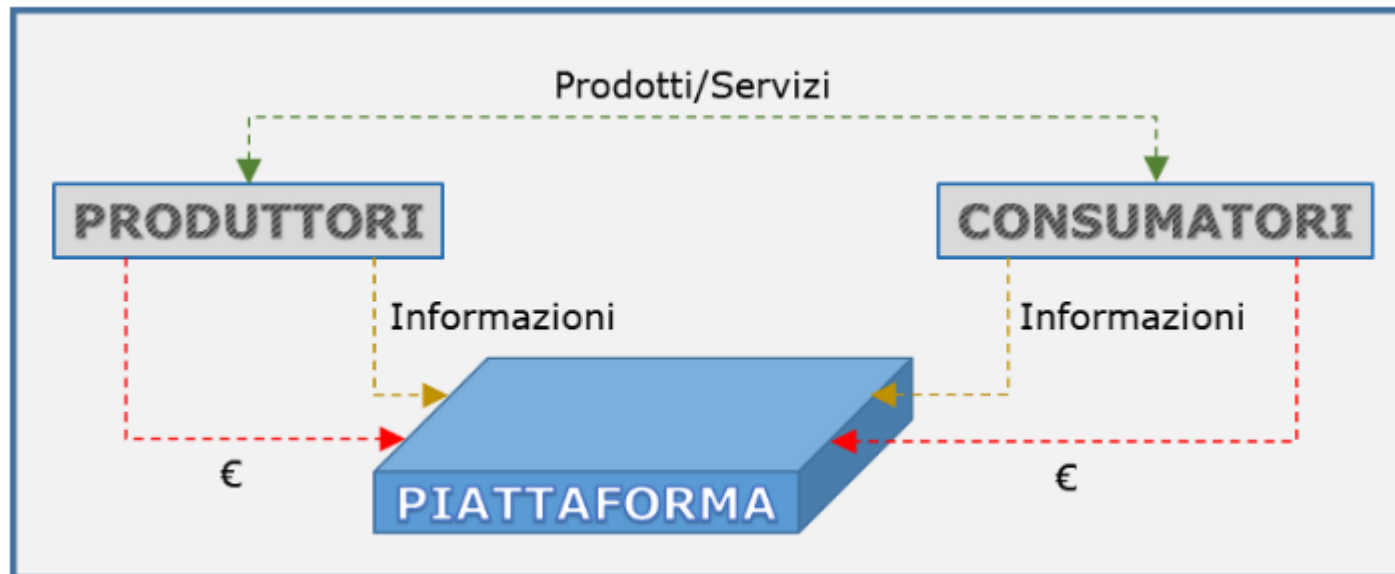 Prodotti/Servizi
PRODUTTORI
CONSUMATORI
Informazioni
Informazioni
€
€
PIATTAFORMA